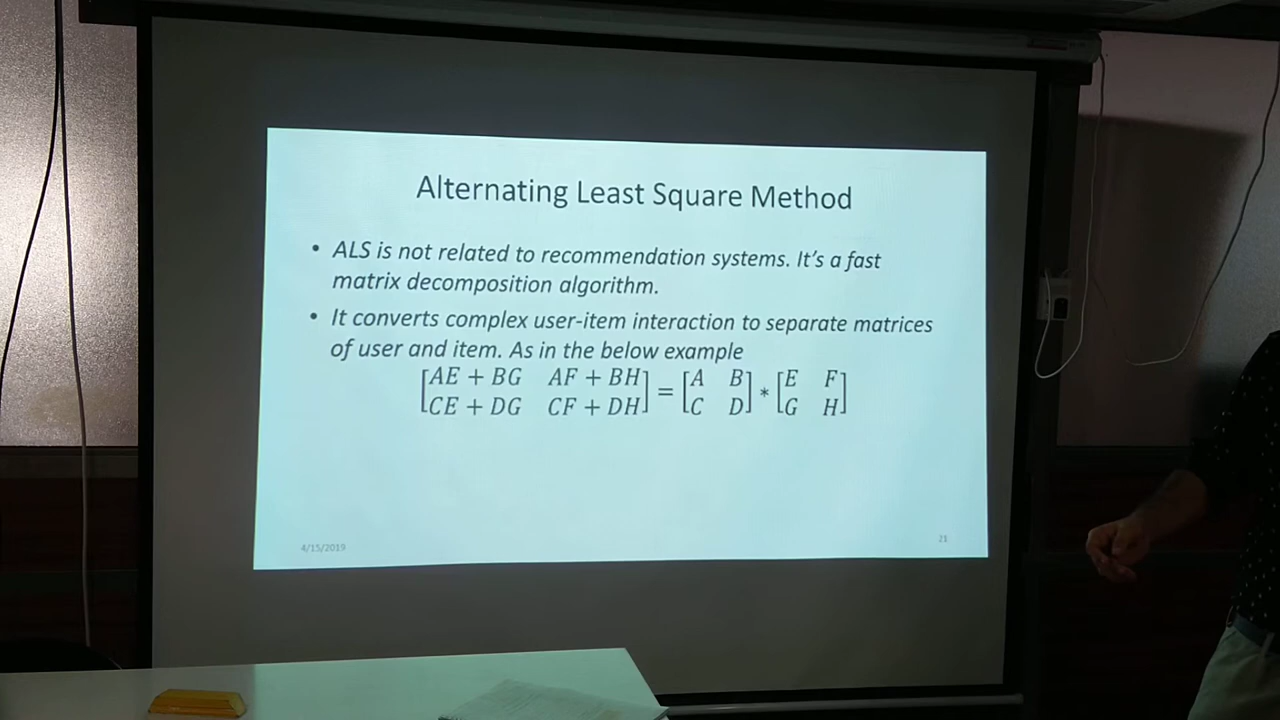 Alternating Least Square Method
• ALS is not related to recommendation systems. It's a fast
matrix decomposition algorithm.
• It converts complex user-item interaction to separate matrices
of user and item. As in the below example
[AE + BG  AF + BH] = [A  B] * [E  F]
[CE + DG  CF + DH]   [C  D]   [G  H]
4/15/2019
21